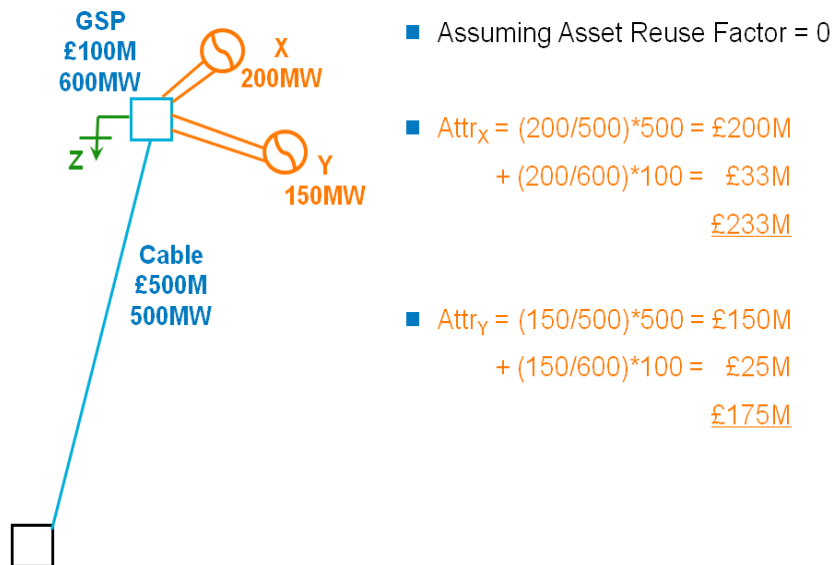 GSP
£100M
600MW
X
200MW
Z
Y
150MW
Cable
£500M
500MW
Assuming Asset Reuse Factor = 0
AttrX = (200/500)*500 = £200M
+ (200/600)*100 = £33M
£233M
AttrY = (150/500)*500 = £150M
+ (150/600)*100 = £25M
£175M